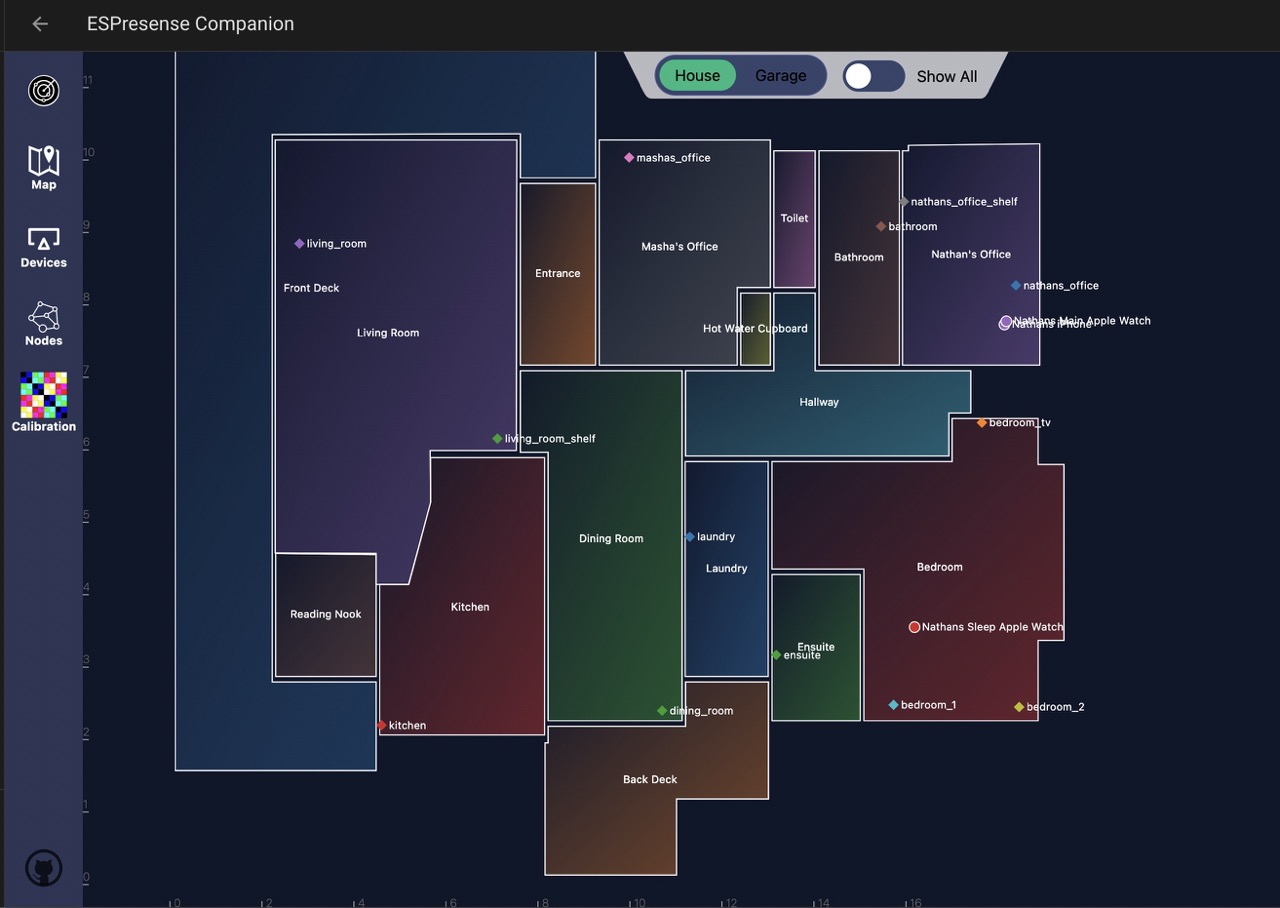 ESPresense Companion
House
Garage
Show All
Map
Devices
Nodes
Calibration
11
10
9
8
7
6
5
4
3
2
1
0
0
2
4
6
8
10
12
14
16
mashas_office
nathans_office_shelf
Toilet
bathroom
living_room
Masha's Office
Nathan's Office
Bathroom
Entrance
nathans_office
Front Deck
Nathans Main Apple Watch
Nathans iPhone
Hot Water Cupboard
Living Room
Hallway
bedroom_tv
living_room_shelf
laundry
Dining Room
Bedroom
Laundry
Kitchen
Reading Nook
Nathans Sleep Apple Watch
Ensuite
ensuite
bedroom_1
bedroom_2
dining_room
kitchen
Back Deck